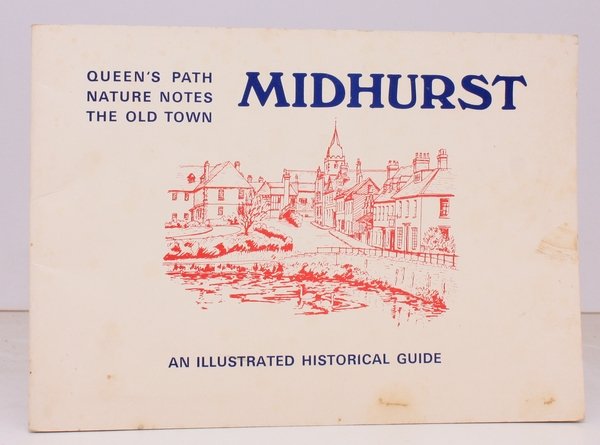 QUEEN'S PATH
NATURE NOTES
THE OLD TOWN
MIDHURST
AN ILLUSTRATED HISTORICAL GUIDE